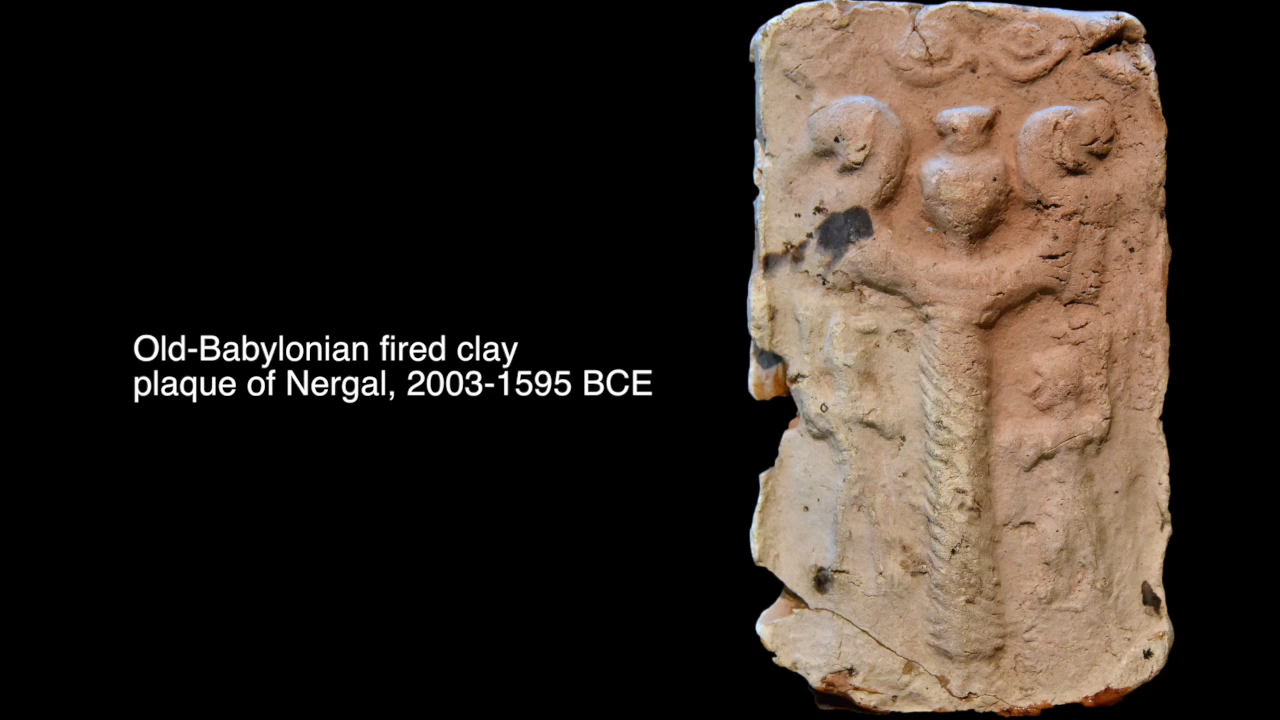 Old-Babylonian fired clay
plaque of Nergal, 2003-1595 BCE